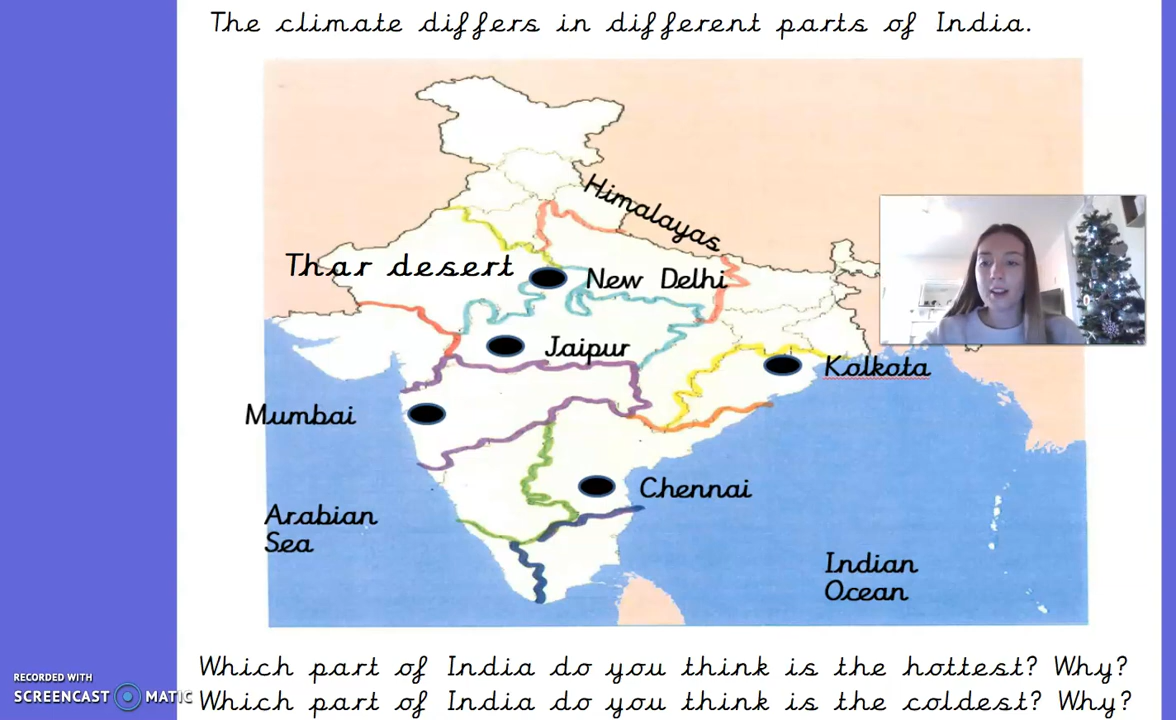 The climate differs in different parts of India.
Himalayas
Thar desert
New Delhi
Jaipur
Kolkota
Mumbai
Chennai
Arabian
Sea
Indian
Ocean
Which part of India do you think is the hottest? Why?
Which part of India do you think is the coldest? Why?
RECORDED WITH
SCREENCAST MATIC